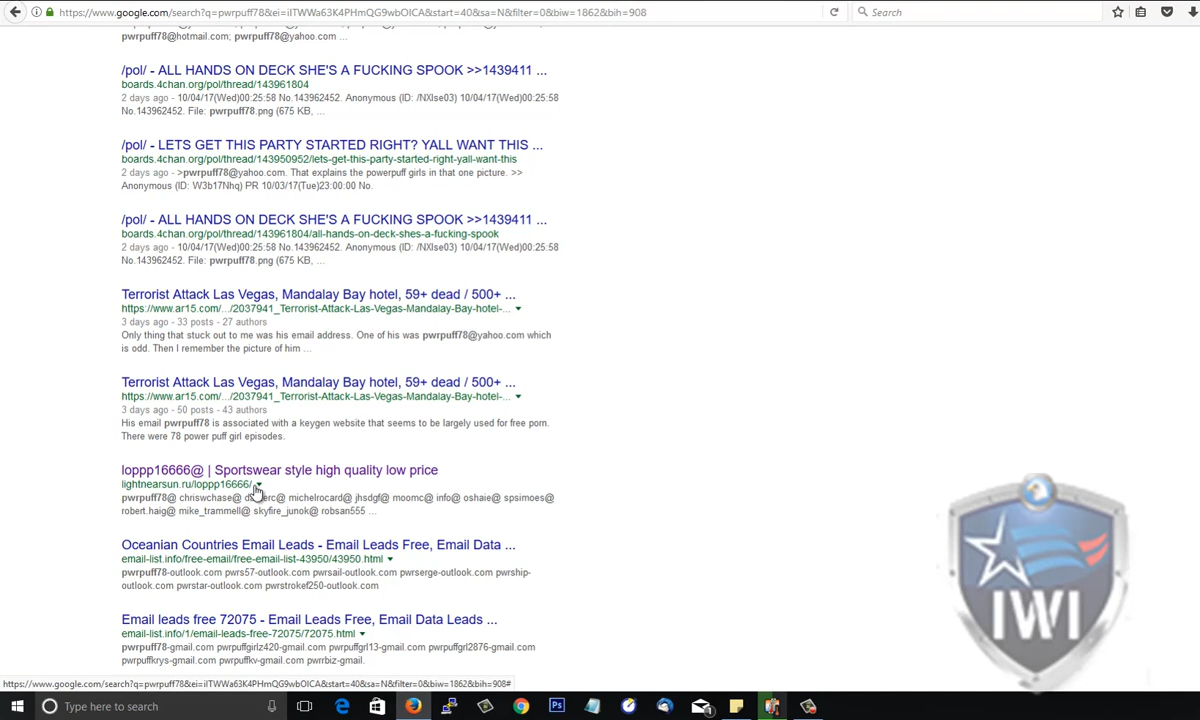 https://www.google.com/search?q=pwrpuff78&ei=iITWWa63K4PHmQG9wbOICA&start=40&sa=N&filter=0&biw=1862&bih=908
Search
pwrpuff78@hotmail.com; pwrpuff78@yahoo.com ...
/pol/ - ALL HANDS ON DECK SHE'S A FUCKING SPOOK >>1439411 ...
boards.4chan.org/pol/thread/143961804
2 days ago - 10/04/17(Wed)00:25:58 No.143962452. Anonymous (ID: /NXIse03) 10/04/17(Wed)00:25:58
No.143962452. File: pwrpuff78.png (675 KB, ...
/pol/ - LETS GET THIS PARTY STARTED RIGHT? YALL WANT THIS ...
boards.4chan.org/pol/thread/143950952/lets-get-this-party-started-right-yall-want-this
2 days ago - >pwrpuff78@yahoo.com. That explains the powerpuff girls in that one picture. >>
Anonymous (ID: W3b17Nhq) PR 10/03/17(Tue)23:00:00 No.
/pol/ - ALL HANDS ON DECK SHE'S A FUCKING SPOOK >>1439411 ...
boards.4chan.org/pol/thread/143961804/all-hands-on-deck-shes-a-fucking-spook
2 days ago - 10/04/17(Wed)00:25:58 No.143962452. Anonymous (ID: /NXIse03) 10/04/17(Wed)00:25:58
No.143962452. File: pwrpuff78.png (675 KB, ...
Terrorist Attack Las Vegas, Mandalay Bay hotel, 59+ dead / 500+ ...
https://www.ar15.com/.../2037941_Terrorist-Attack-Las-Vegas-Mandalay-Bay-hotel-...
3 days ago - 33 posts - 27 authors
Only thing that stuck out to me was his email address. One of his was pwrpuff78@yahoo.com which
is odd. Then I remember the picture of him ...
Terrorist Attack Las Vegas, Mandalay Bay hotel, 59+ dead / 500+ ...
https://www.ar15.com/.../2037941_Terrorist-Attack-Las-Vegas-Mandalay-Bay-hotel-...
3 days ago - 50 posts - 43 authors
His email pwrpuff78 is associated with a keygen website that seems to be largely used for free porn.
There were 78 power puff girl episodes.
loppp16666@ | Sportswear style high quality low price
lightnearsun.ru/loppp16666/
pwrpuff78@ chriswchase@ michelrocard@ jhsdgf@ moomc@ info@ oshaie@ spsimoes@
robert.haig@ mike_trammell@ skyfire_junok@ robsan555 ...
Oceanian Countries Email Leads - Email Leads Free, Email Data ...
email-list.info/free-email/free-email-list-43950/43950.html
pwrpuff78-outlook.com pwrs57-outlook.com pwrsail-outlook.com pwrserge-outlook.com pwrship-
outlook.com pwrstar-outlook.com pwrstrokef250-outlook.com
Email leads free 72075 - Email Leads Free, Email Data Leads ...
email-list.info/1/email-leads-free-72075/72075.html
pwrpuff78-gmail.com pwrpuffgirlz420-gmail.com pwrpuffgrl13-gmail.com pwrpuffgrl2876-gmail.com
pwrpuffkrys-gmail.com pwrpuffkv-gmail.com pwrrbiz-gmail.
IWI
https://www.google.com/search?q=pwrpuff78&ei=iITWWa63K4PHmQG9wbOICA&start=40&sa=N&filter=0&biw=1862&bih=908#
Type here to search
Ps